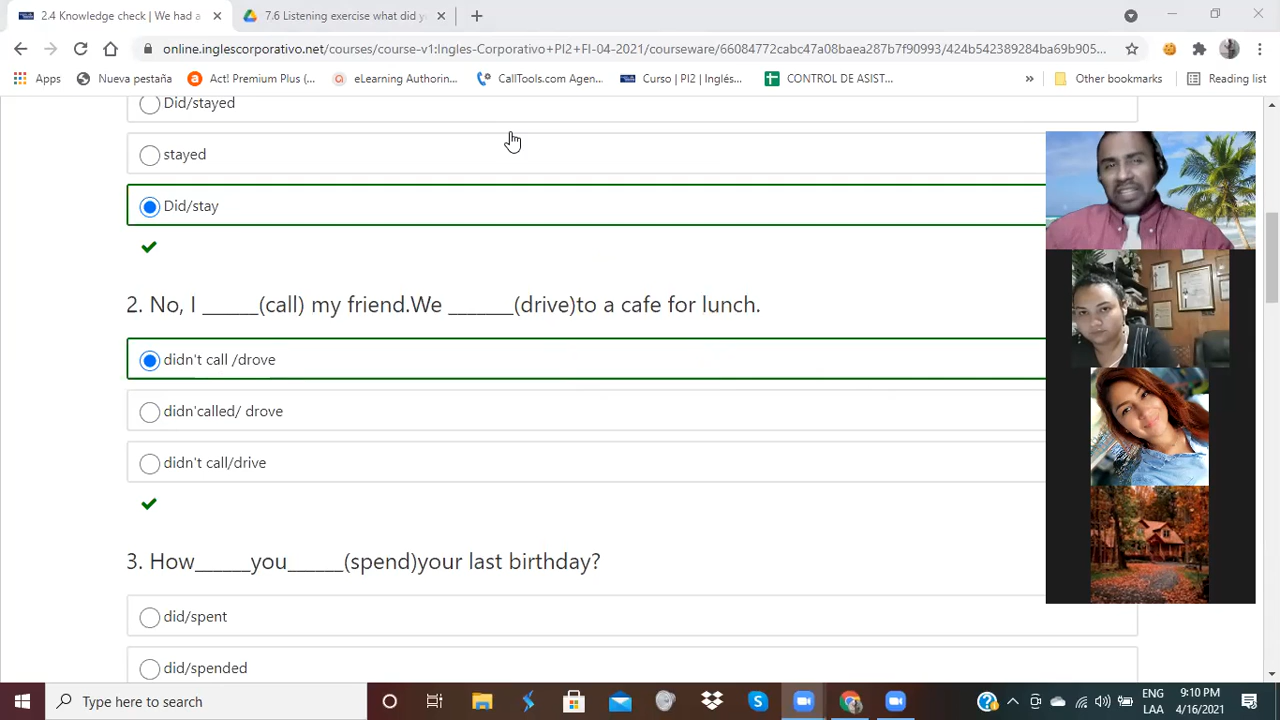 2.4 Knowledge check | We had a
7.6 Listening exercise what did y
online.inglescorporativo.net/courses/course-v1:Ingles-Corporativo+PI2+FI-04-2021/courseware/66084772cabc47a08baea287b7f90993/424b542389284ba69b905...
Apps
Nueva pestaña
Act! Premium Plus (...
eLearning Authorin...
CallTools.com Agen...
Curso | PI2 | Inglés...
CONTROL DE ASIST...
»
Other bookmarks
Reading list
Did/stayed
stayed
Did/stay
2. No, I ______(call) my friend.We _______(drive)to a cafe for lunch.
didn't call /drove
didn'called/ drove
didn't call/drive
3. How______you______(spend)your last birthday?
did/spent
did/spended
Type here to search
ENG
LAA
9:10 PM
4/16/2021